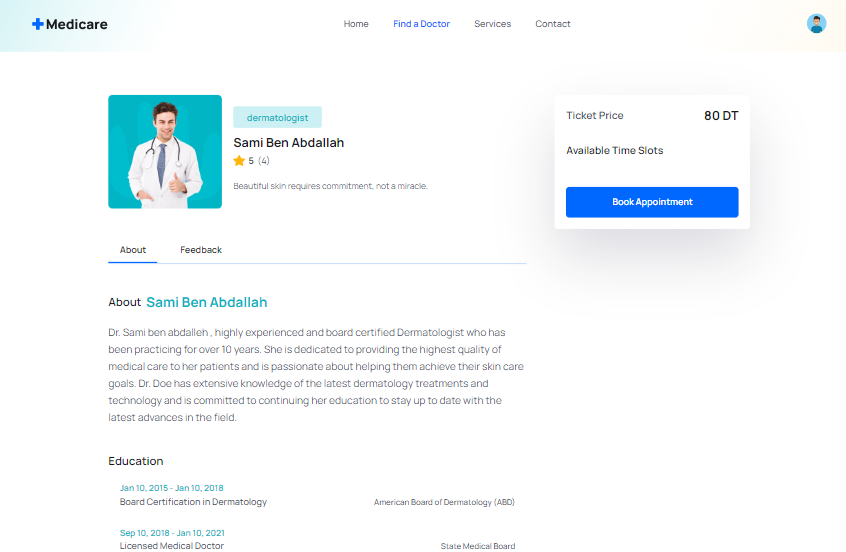 Medicare
Home Find a Doctor Services Contact
dermatologist
Sami Ben Abdallah
5 (4)
Beautiful skin requires commitment, not a miracle.
Ticket Price 80 DT
Available Time Slots
Book Appointment
About Feedback
About Sami Ben Abdallah
Dr. Sami ben abdalleh , highly experienced and board certified Dermatologist who has
been practicing for over 10 years. She is dedicated to providing the highest quality of
medical care to her patients and is passionate about helping them achieve their skin care
goals. Dr. Doe has extensive knowledge of the latest dermatology treatments and
technology and is committed to continuing her education to stay up to date with the
latest advances in the field.
Education
Jan 10, 2015 - Jan 10, 2018
Board Certification in Dermatology American Board of Dermatology (ABD)
Sep 10, 2018 - Jan 10, 2021
Licensed Medical Doctor State Medical Board